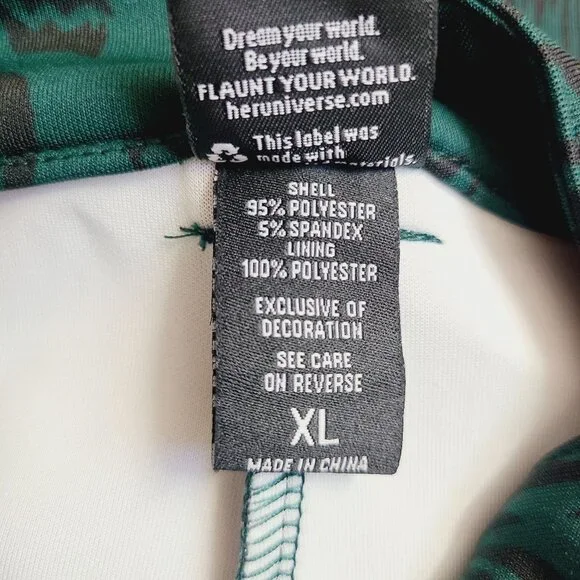 Dream your world.
Be your world.
FLAUNT YOUR WORLD.
heruniverse.com
This label was
made with
materials.
SHELL
95% POLYESTER
5% SPANDEX
LINING
100% POLYESTER
EXCLUSIVE OF
DECORATION
SEE CARE
ON REVERSE
XL
MADE IN CHINA